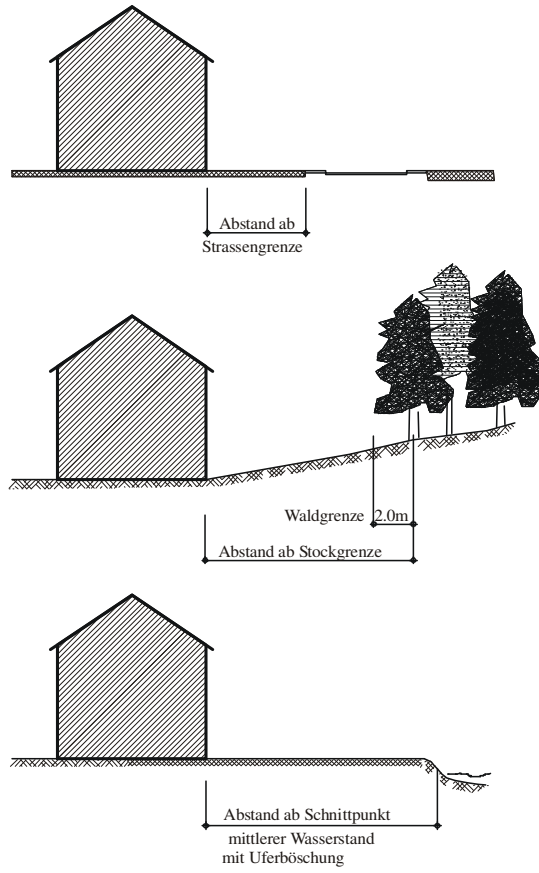 Abstand ab
Strassengrenze
Waldgrenze 2.0m
Abstand ab Stockgrenze
Abstand ab Schnittpunkt
mittlerer Wasserstand
mit Uferböschung